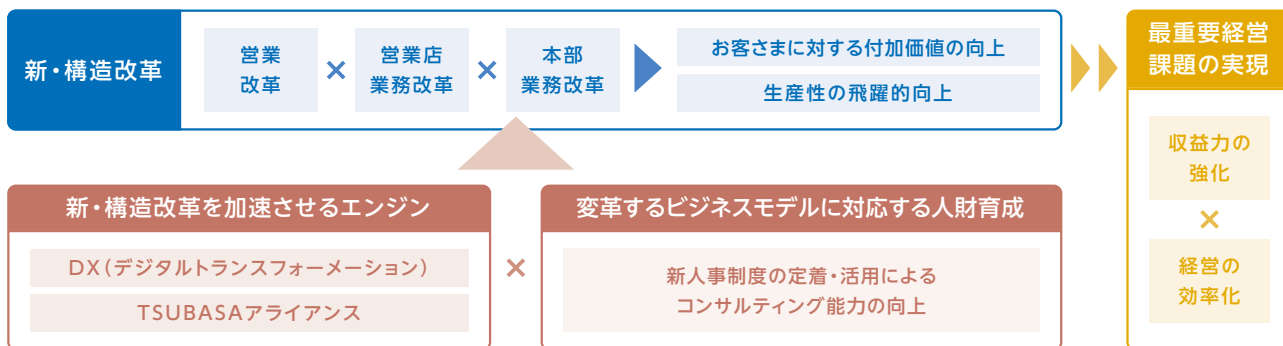 新・構造改革
営業
改革
×
営業店
業務改革
×
本部
業務改革
お客さまに対する付加価値の向上
生産性の飛躍的向上
最重要経営
課題の実現
収益力の
強化
×
経営の
効率化
新・構造改革を加速させるエンジン
DX（デジタルトランスフォーメーション）
TSUBASAアライアンス
×
変革するビジネスモデルに対応する人財育成
新人事制度の定着・活用による
コンサルティング能力の向上